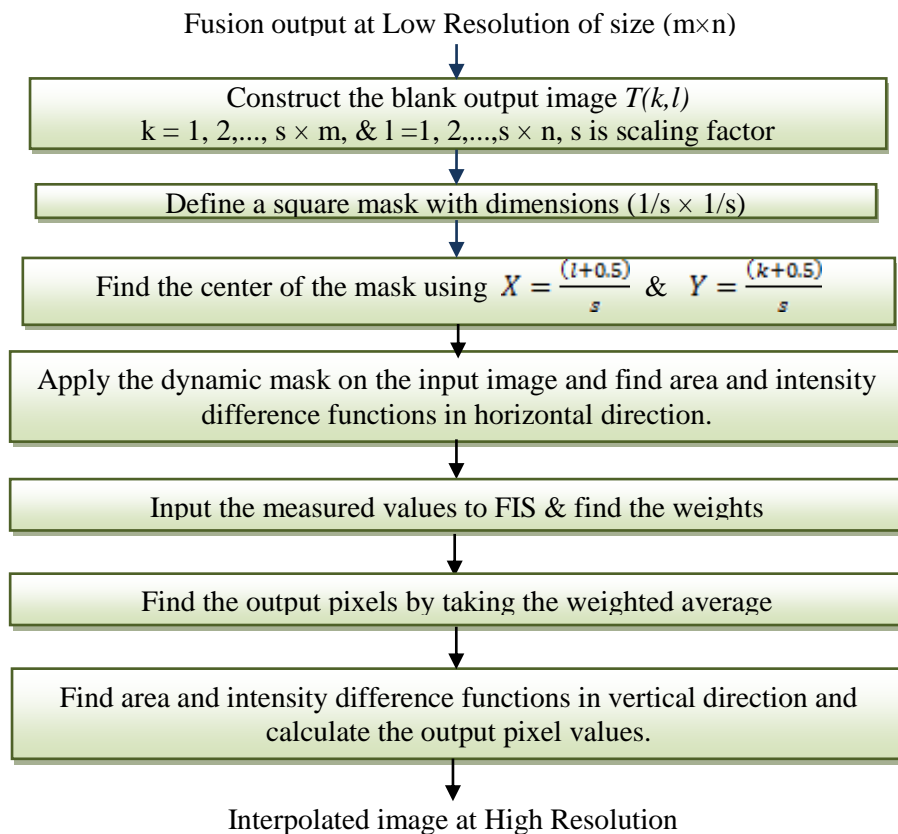 Fusion output at Low Resolution of size (m×n)
Construct the blank output image T(k,l)
k = 1, 2,..., s × m, & l =1, 2,...,s × n, s is scaling factor
Define a square mask with dimensions (1/s × 1/s)
Find the center of the mask using X = (l+0.5)/s & Y = (k+0.5)/s
Apply the dynamic mask on the input image and find area and intensity
difference functions in horizontal direction.
Input the measured values to FIS & find the weights
Find the output pixels by taking the weighted average
Find area and intensity difference functions in vertical direction and
calculate the output pixel values.
Interpolated image at High Resolution